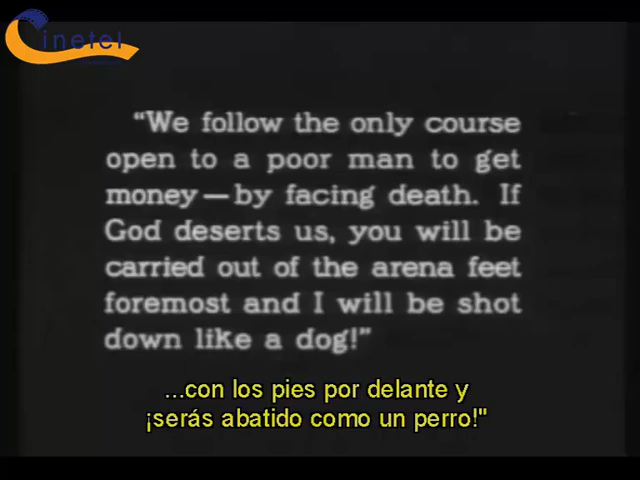 Cinetel
“We follow the only course
open to a poor man to get
money—by facing death. If
God deserts us, you will be
carried out of the arena feet
foremost and I will be shot
down like a dog!”
...con los pies por delante y
¡serás abatido como un perro!"